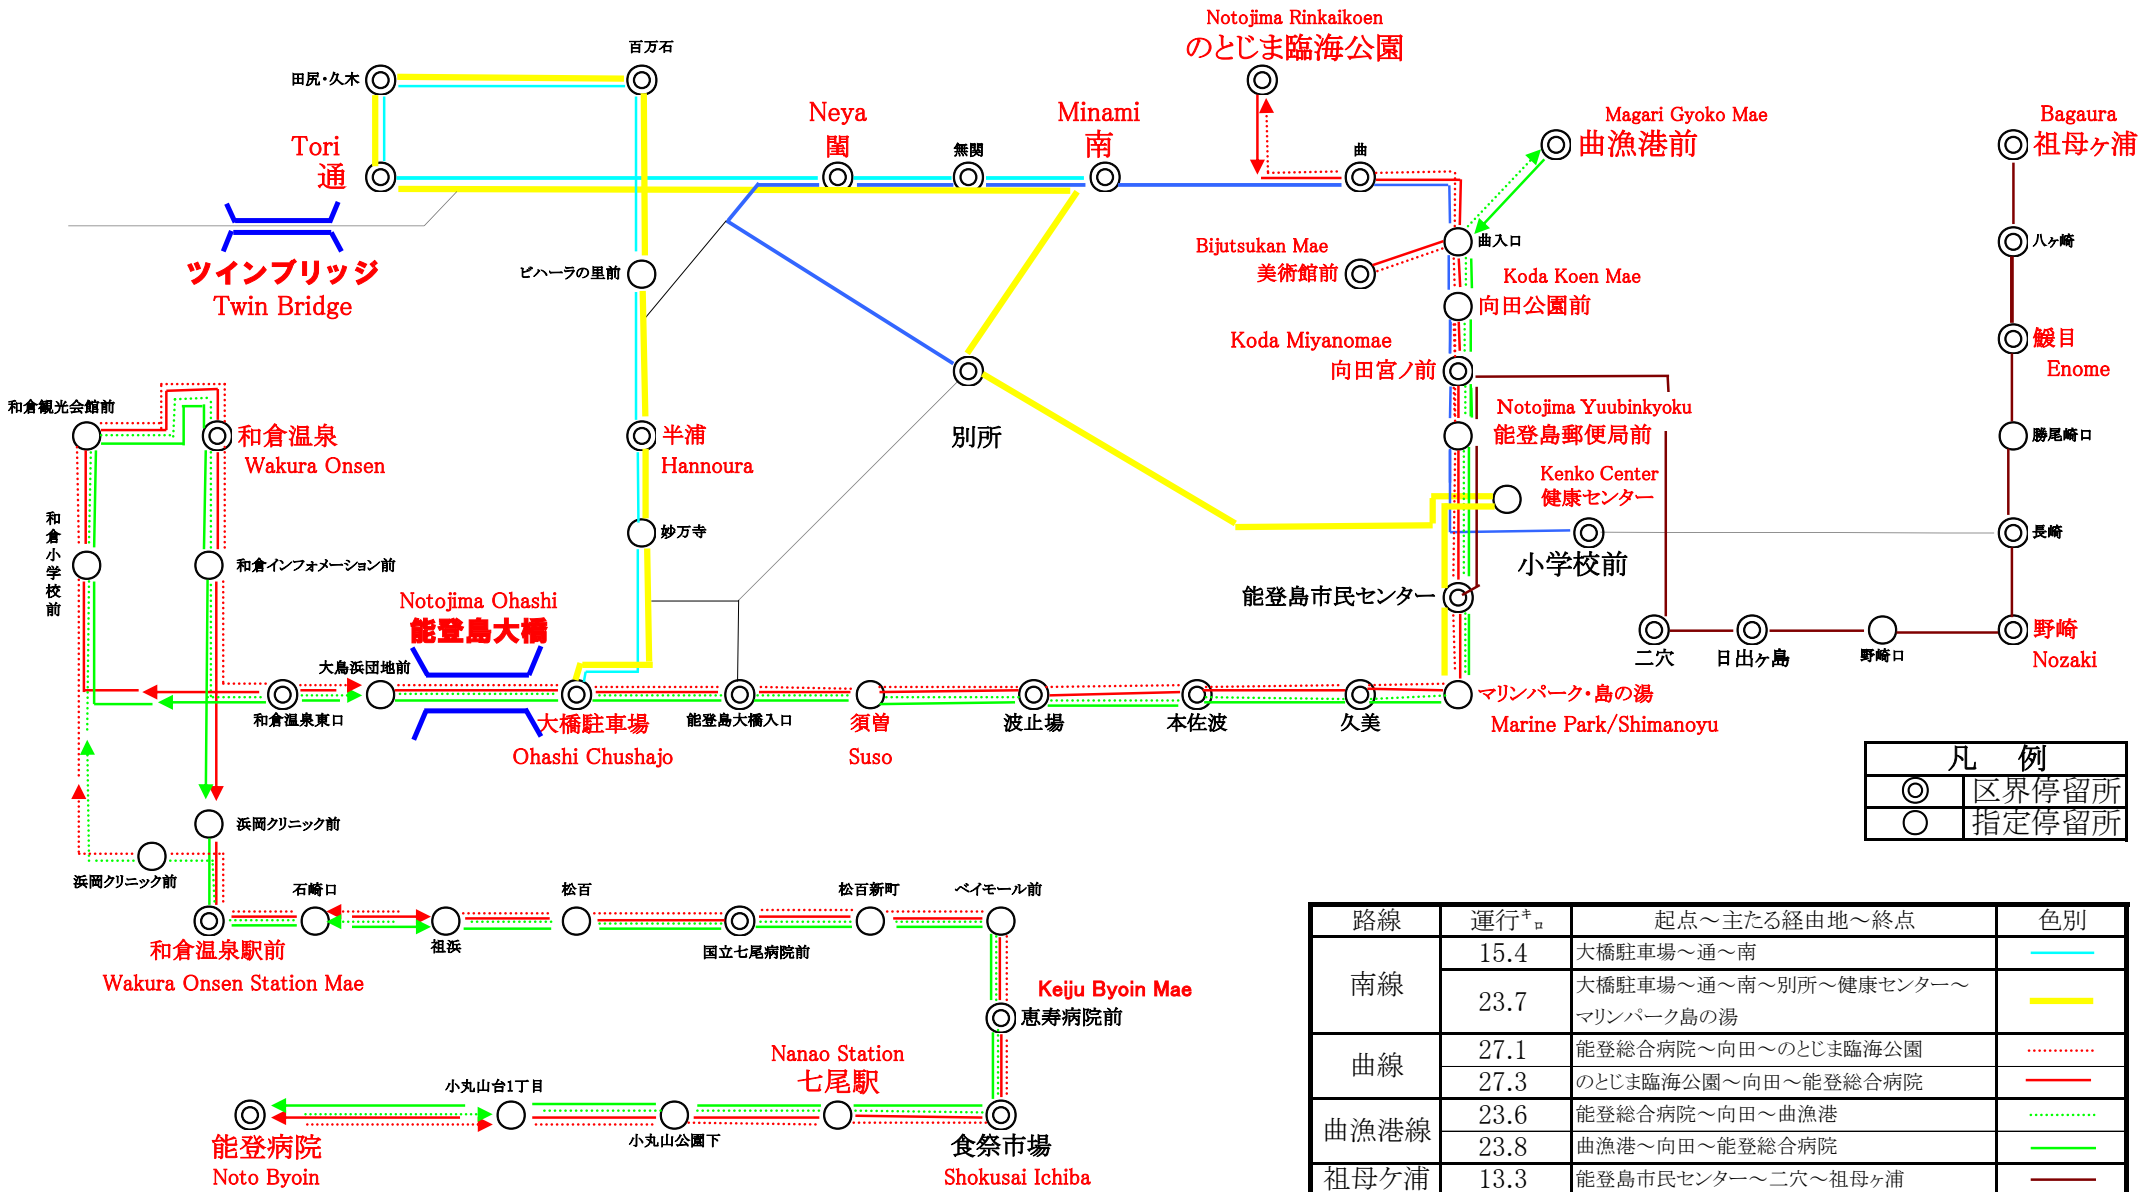 Notojima Rinkaikoen
のとじま臨海公園
百万石
田尻・久木
Neya
閨
Minami
南
Magari Gyoko Mae
曲漁港前
Bagaura
祖母ヶ浦
Tori
通
無関
曲
ツインブリッジ
Twin Bridge
ビハーラの里前
Bijutsukan Mae
美術館前
曲入口
八ヶ崎
Koda Koen Mae
向田公園前
Koda Miyanomae
向田宮ノ前
鰀目
Enome
和倉観光会館前
和倉温泉
Wakura Onsen
半浦
Hannoura
別所
Notojima Yuubinkyoku
能登島郵便局前
勝尾崎口
Kenko Center
健康センター
和倉小学校前
和倉インフォメーション前
妙万寺
小学校前
長崎
Notojima Ohashi
能登島大橋
能登島市民センター
二穴
日出ヶ島
野崎口
野崎
Nozaki
大鳥浜団地前
和倉温泉東口
大橋駐車場
Ohashi Chushajo
能登島大橋入口
須曽
Suso
波止場
本佐波
久美
マリンパーク・島の湯
Marine Park/Shimanoyu
凡 例
区界停留所
指定停留所
浜岡クリニック前
浜岡クリニック前
石崎口
松百
松百新町
ベイモール前
和倉温泉駅前
Wakura Onsen Station Mae
祖浜
国立七尾病院前
Keiju Byoin Mae
恵寿病院前
Nanao Station
七尾駅
小丸山台1丁目
小丸山公園下
能登病院
Noto Byoin
食祭市場
Shokusai Ichiba
路線 運行㌔ 起点～主たる経由地～終点 色別
南線 15.4 大橋駐車場～通～南
23.7 大橋駐車場～通～南～別所～健康センター～
マリンパーク島の湯
曲線 27.1 能登総合病院～向田～のとじま臨海公園
27.3 のとじま臨海公園～向田～能登総合病院
曲漁港線 23.6 能登総合病院～向田～曲漁港
23.8 曲漁港～向田～能登総合病院
祖母ケ浦 13.3 能登島市民センター～二穴～祖母ヶ浦